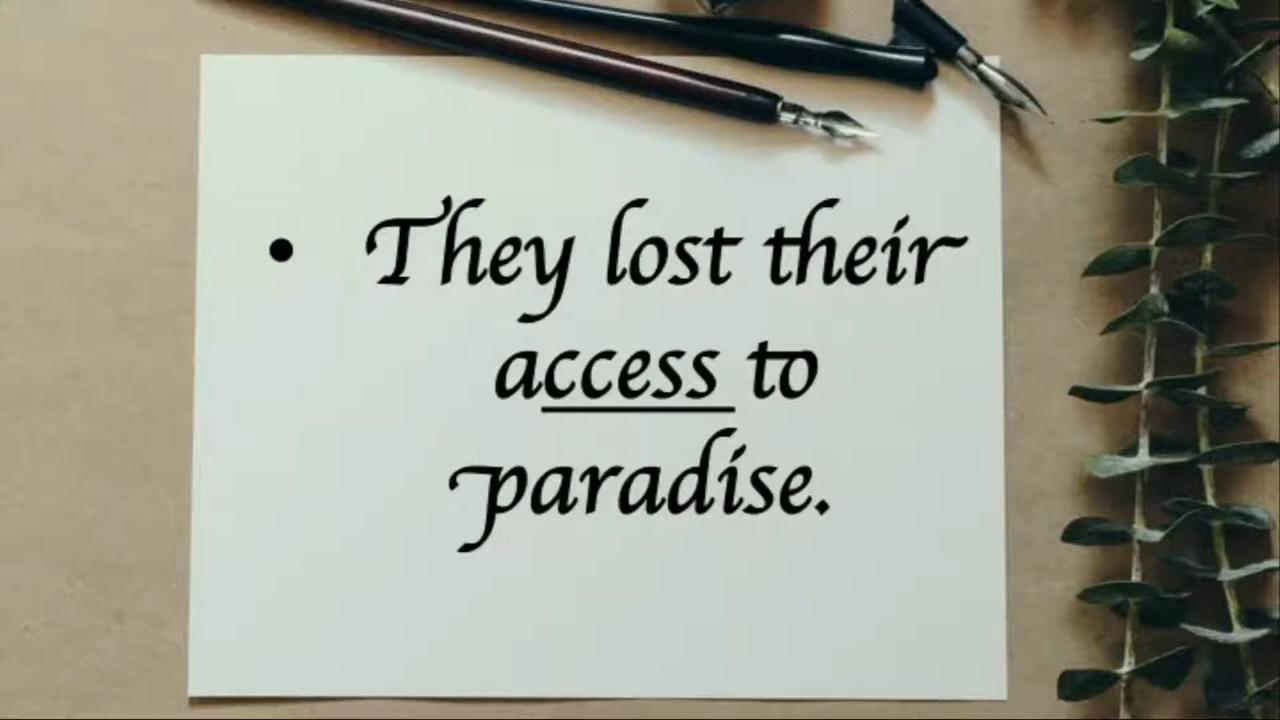 • They lost their
access to
paradise.